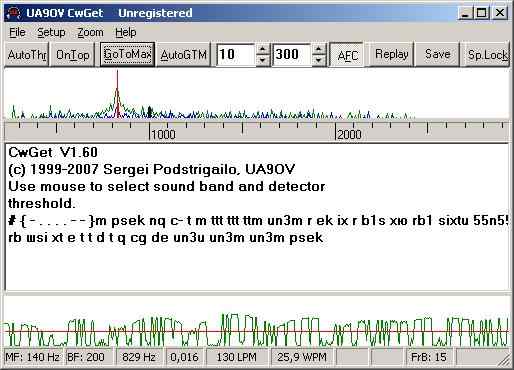 UA9OV CwGet    Unregistered
File  Setup  Zoom  Help
AutoThr  OnTop  GoToMax  AutoGTM  10  300  AFC  Replay  Save  Sp.Lock
1000  2000
CwGet  V1.60
(c) 1999-2007 Sergei Podstrigailo, UA9OV
Use mouse to select sound band and detector
threshold.
# { - . . . . - - }m psek nq c- t m ttt ttt ttm un3m r ek ix r b1s хю rb1 sixtu 55n5!
rb шsi xt e t t d t q cg de un3u un3m un3m psek
MF: 140 Hz  BF: 200  829 Hz  0,016  130 LPM  25,9 WPM  FrB: 15